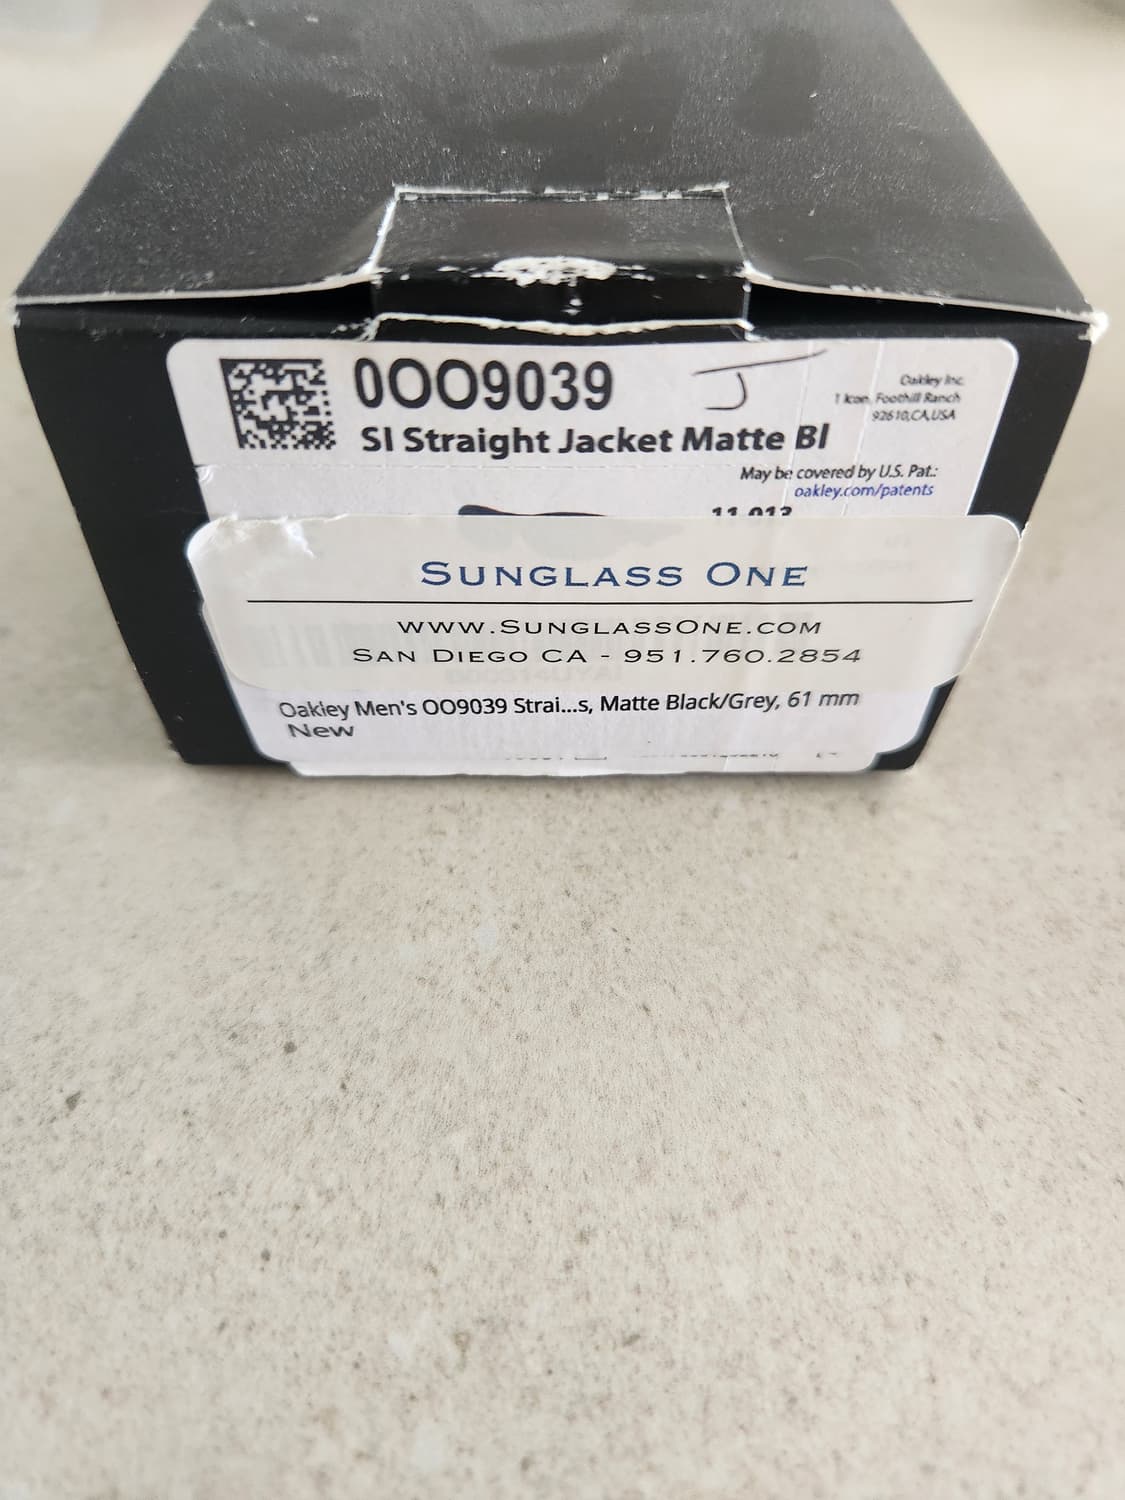 0OO9039
SI Straight Jacket Matte Bl
Oakley Inc.
1 Icon, Foothill Ranch
92610,CA,USA
May be covered by U.S. Pat.:
oakley.com/patents
11-013
Sunglass One
www.SunglassOne.com
San Diego CA - 951.760.2854
Oakley Men's OO9039 Strai...s, Matte Black/Grey, 61 mm
New